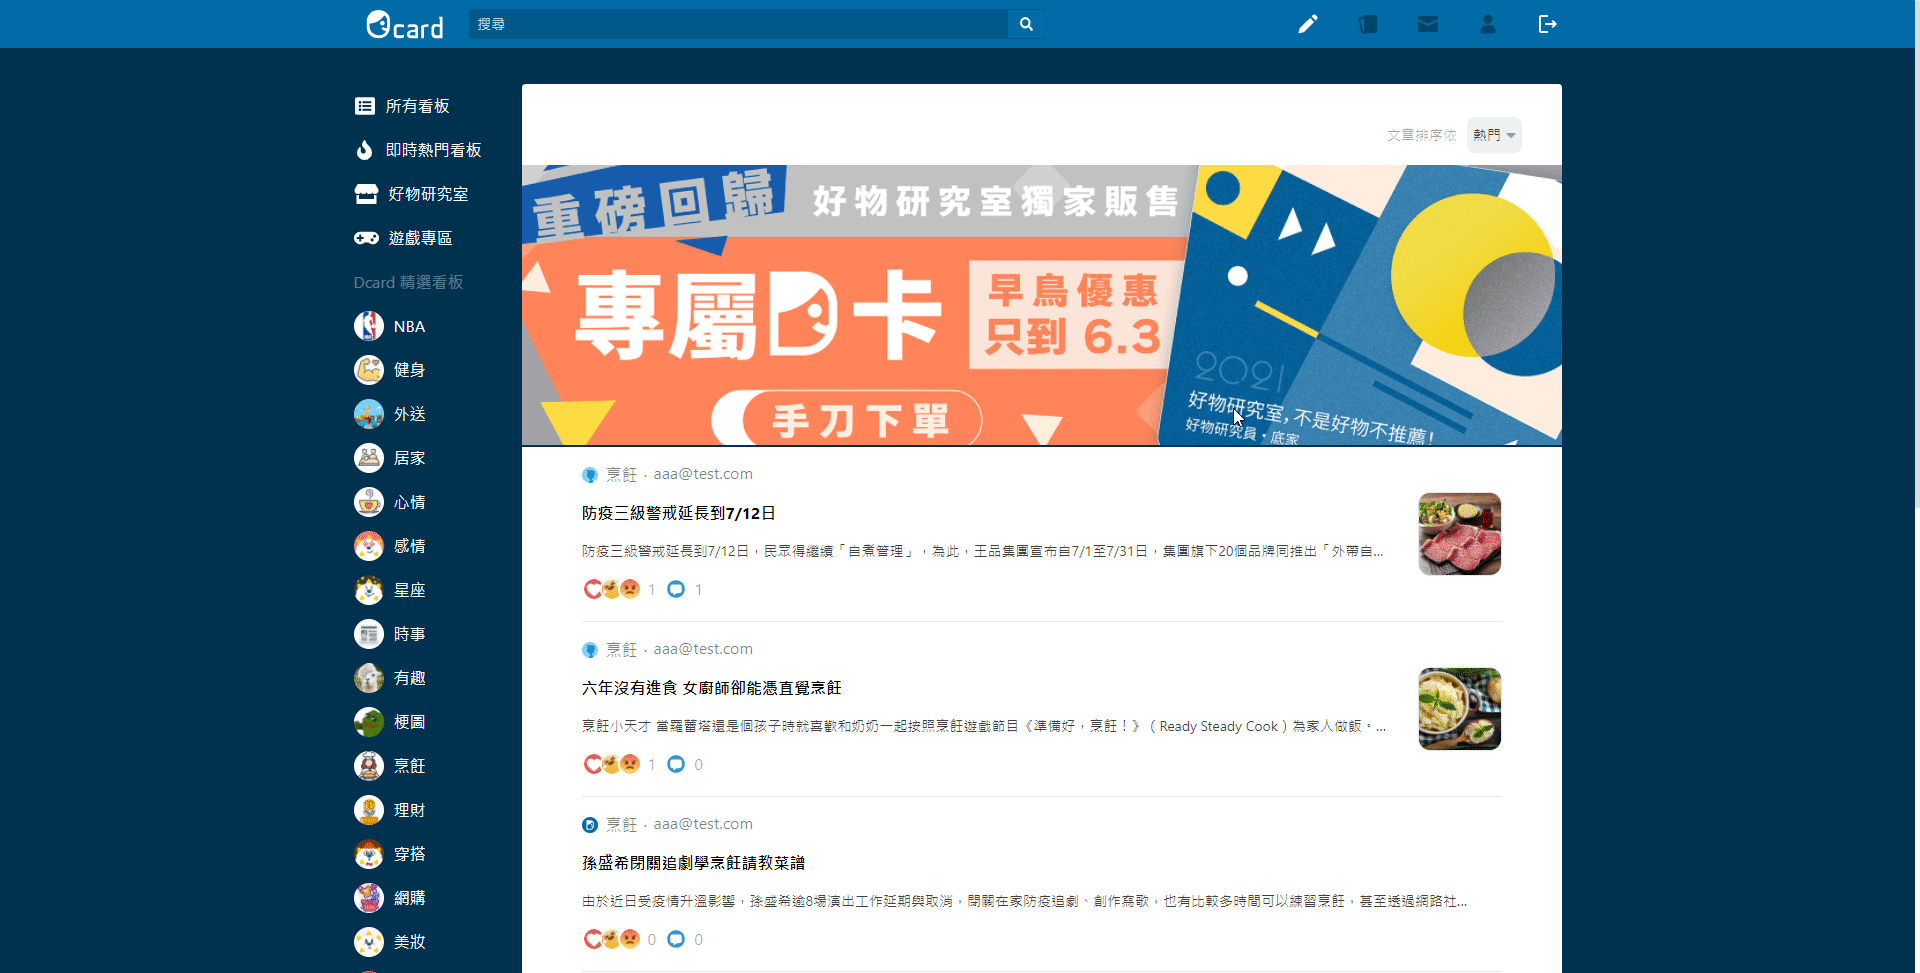 Dcard
搜尋
所有看板
即時熱門看板
好物研究室
遊戲專區
Dcard 精選看板
NBA
健身
外送
居家
心情
感情
星座
時事
有趣
梗圖
烹飪
理財
穿搭
網購
美妝
文章排序依 熱門
重磅回歸
好物研究室獨家販售
專屬D卡
早鳥優惠
只到 6.3
手刀下單
2021
好物研究室，不是好物不推薦！
好物研究員・底家
烹飪 · aaa@test.com
防疫三級警戒延長到7/12日
防疫三級警戒延長到7/12日，民眾得繼續「自煮管理」，為此，王品集團宣布自7/1至7/31日，集團旗下20個品牌同推出「外帶自...
1 1
烹飪 · aaa@test.com
六年沒有進食 女廚師卻能憑直覺烹飪
烹飪小天才 當羅蕾塔還是個孩子時就喜歡和奶奶一起按照烹飪遊戲節目《準備好，烹飪！》（Ready Steady Cook）為家人做飯。...
1 0
烹飪 · aaa@test.com
孫盛希閉關追劇學烹飪請教菜譜
由於近日受疫情升溫影響，孫盛希逾8場演出工作延期與取消，閉關在家防疫追劇、創作寫歌，也有比較多時間可以練習烹飪，甚至透過網路社...
0 0